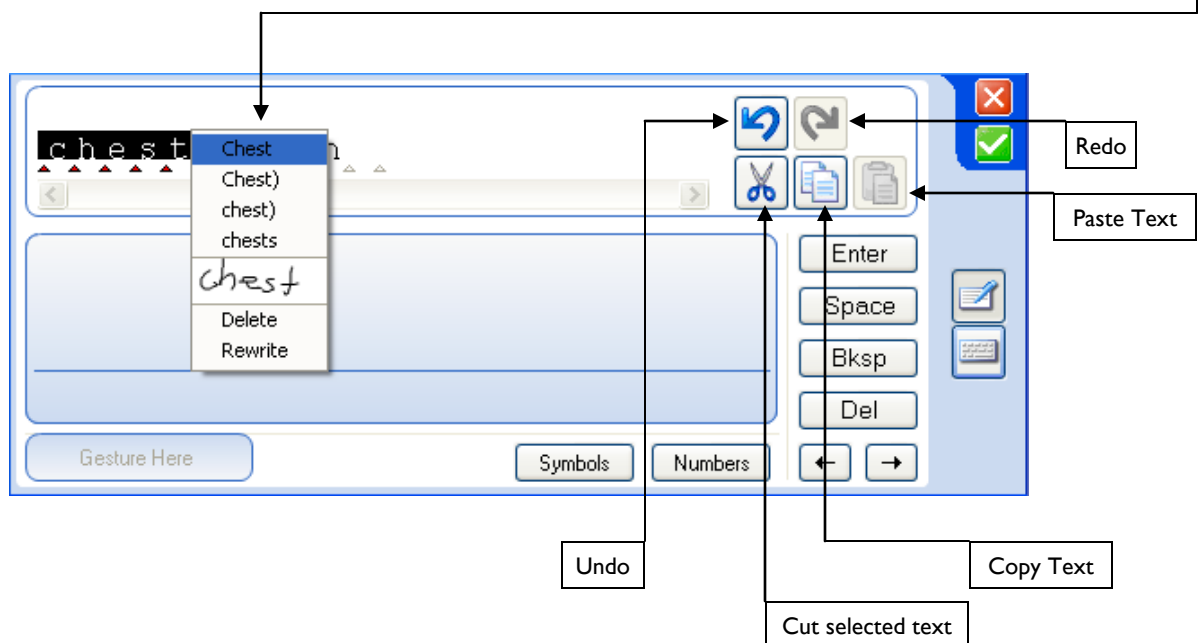 chest n
Chest
Chest)
chest)
chests
chest
Delete
Rewrite
Redo
Paste Text
Enter
Space
Bksp
Del
Gesture Here
Symbols
Numbers
← →
Undo
Copy Text
Cut selected text